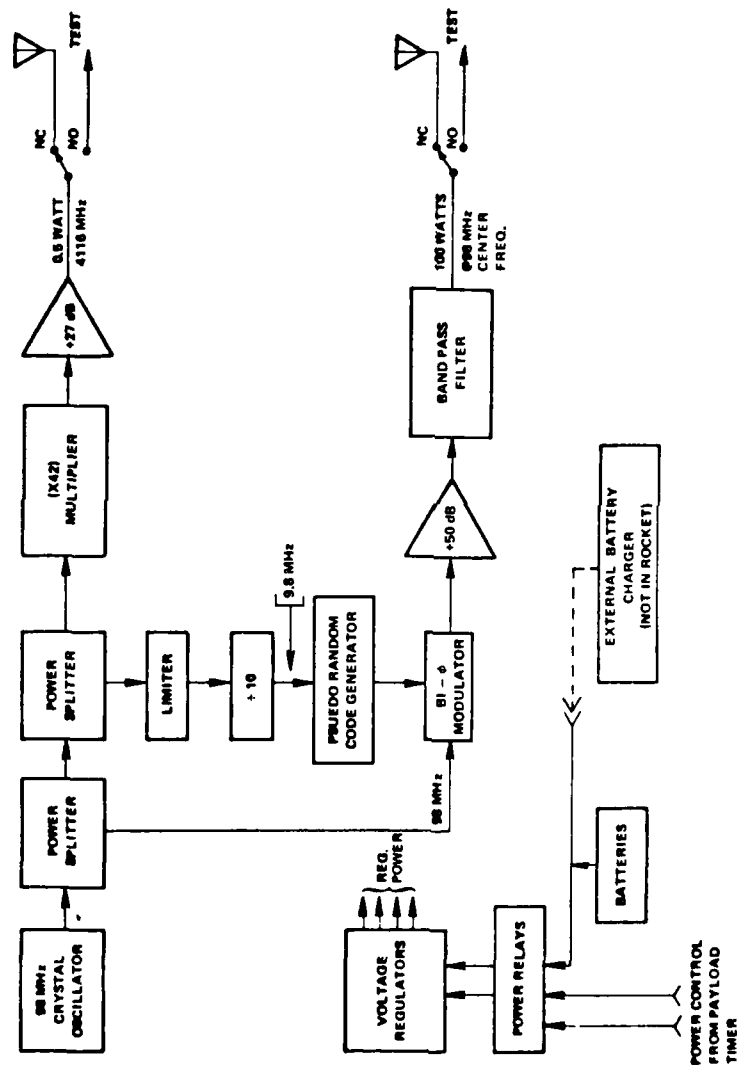 98 MHz
CRYSTAL
OSCILLATOR
POWER
SPLITTER
POWER
SPLITTER
(X42)
MULTIPLIER
+27 dB
0.5 WATT
4116 MHz
NC
NO
TEST
LIMITER
÷ 10
9.8 MHz
PSUEDO RANDOM
CODE GENERATOR
98 MHz
BI – ϕ
MODULATOR
+50 dB
BAND PASS
FILTER
100 WATTS
@98 MHz
CENTER
FREQ.
NC
NO
TEST
VOLTAGE
REGULATORS
REG.
POWER
POWER RELAYS
BATTERIES
EXTERNAL BATTERY
CHARGER
(NOT IN ROCKET)
POWER CONTROL
FROM PAYLOAD
TIMER